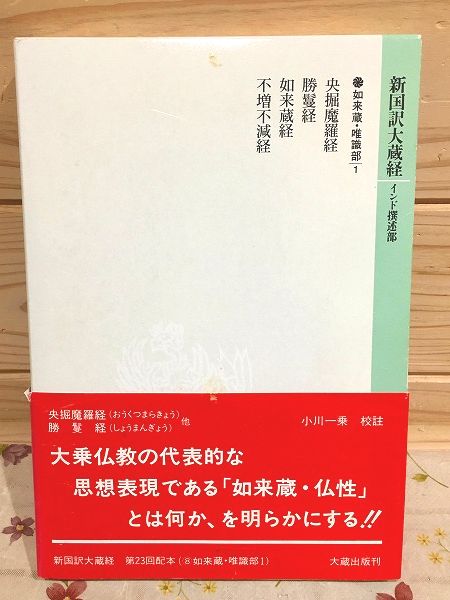 新国訳大蔵経 インド撰述部
如来蔵・唯識部 1
央掘魔羅経
勝鬘経
如来蔵経
不増不減経
央掘魔羅経(おうくつまらきょう)
勝鬘経(しょうまんぎょう) 他
小川一乗 校註
大乗仏教の代表的な
思想表現である「如来蔵・仏性」
とは何か、を明らかにする!!
新国訳大蔵経 第23回配本(⑧如来蔵・唯識部1)
大蔵出版刊